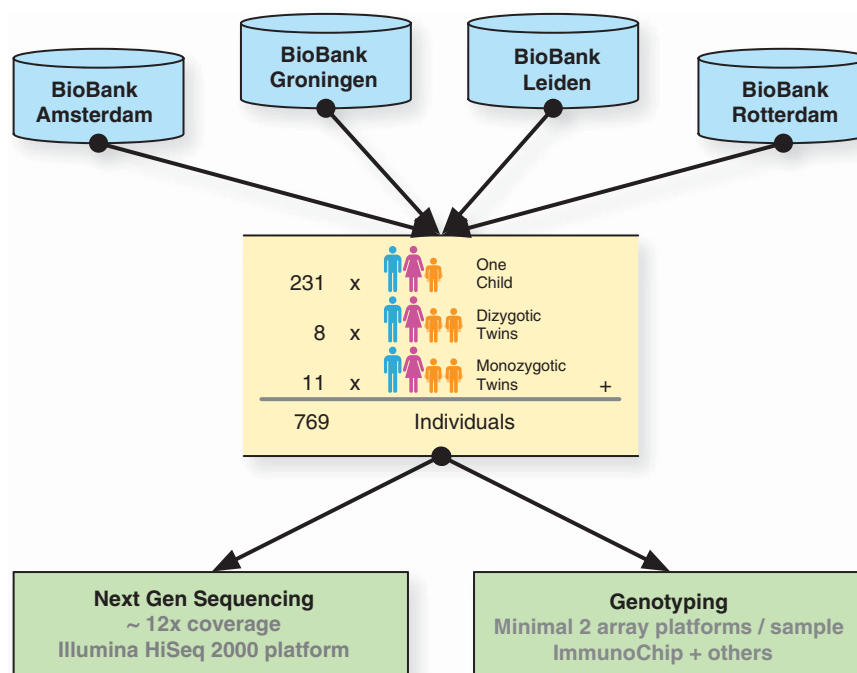 BioBank
Amsterdam
BioBank
Groningen
BioBank
Leiden
BioBank
Rotterdam
231 x One
Child
8 x Dizygotic
Twins
11 x Monozygotic
Twins +
769 Individuals
Next Gen Sequencing
~ 12x coverage
Illumina HiSeq 2000 platform
Genotyping
Minimal 2 array platforms / sample
ImmunoChip + others